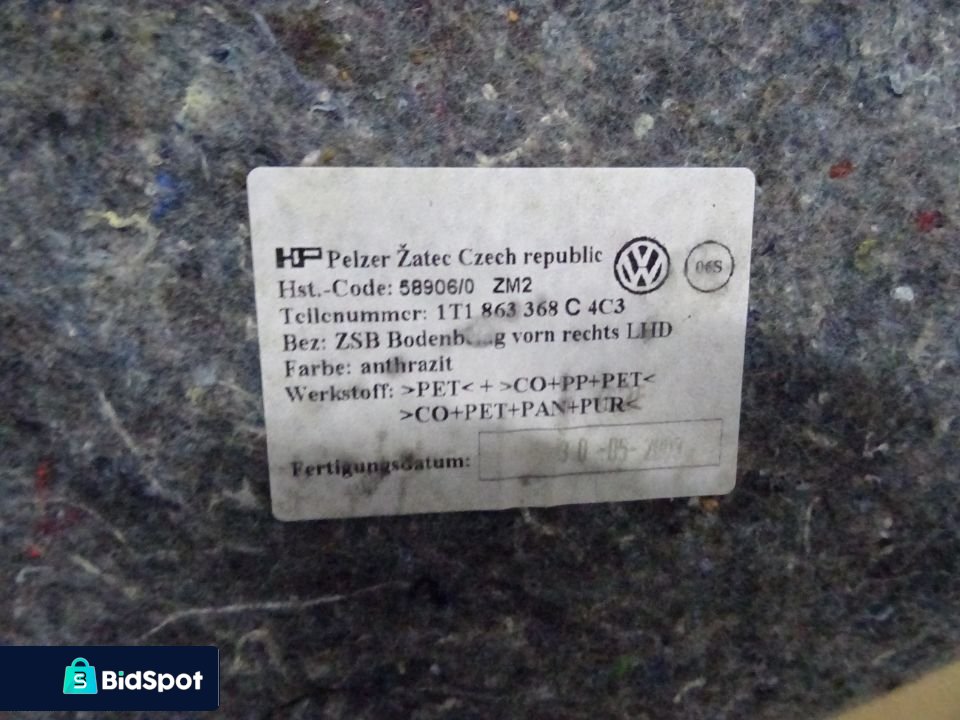 HP Pelzer Žatec Czech republic
06S
Hst.-Code: 58906/0 ZM2
Teilenummer: 1T1 863 368 C 4C3
Bez: ZSB vorn rechts LHD
Farbe: anthrazit
Werkstoff: >PET< + >CO+PP+PET<
>CO+PET+PAN+PUR<
Fertigungsdatum:
BidSpot